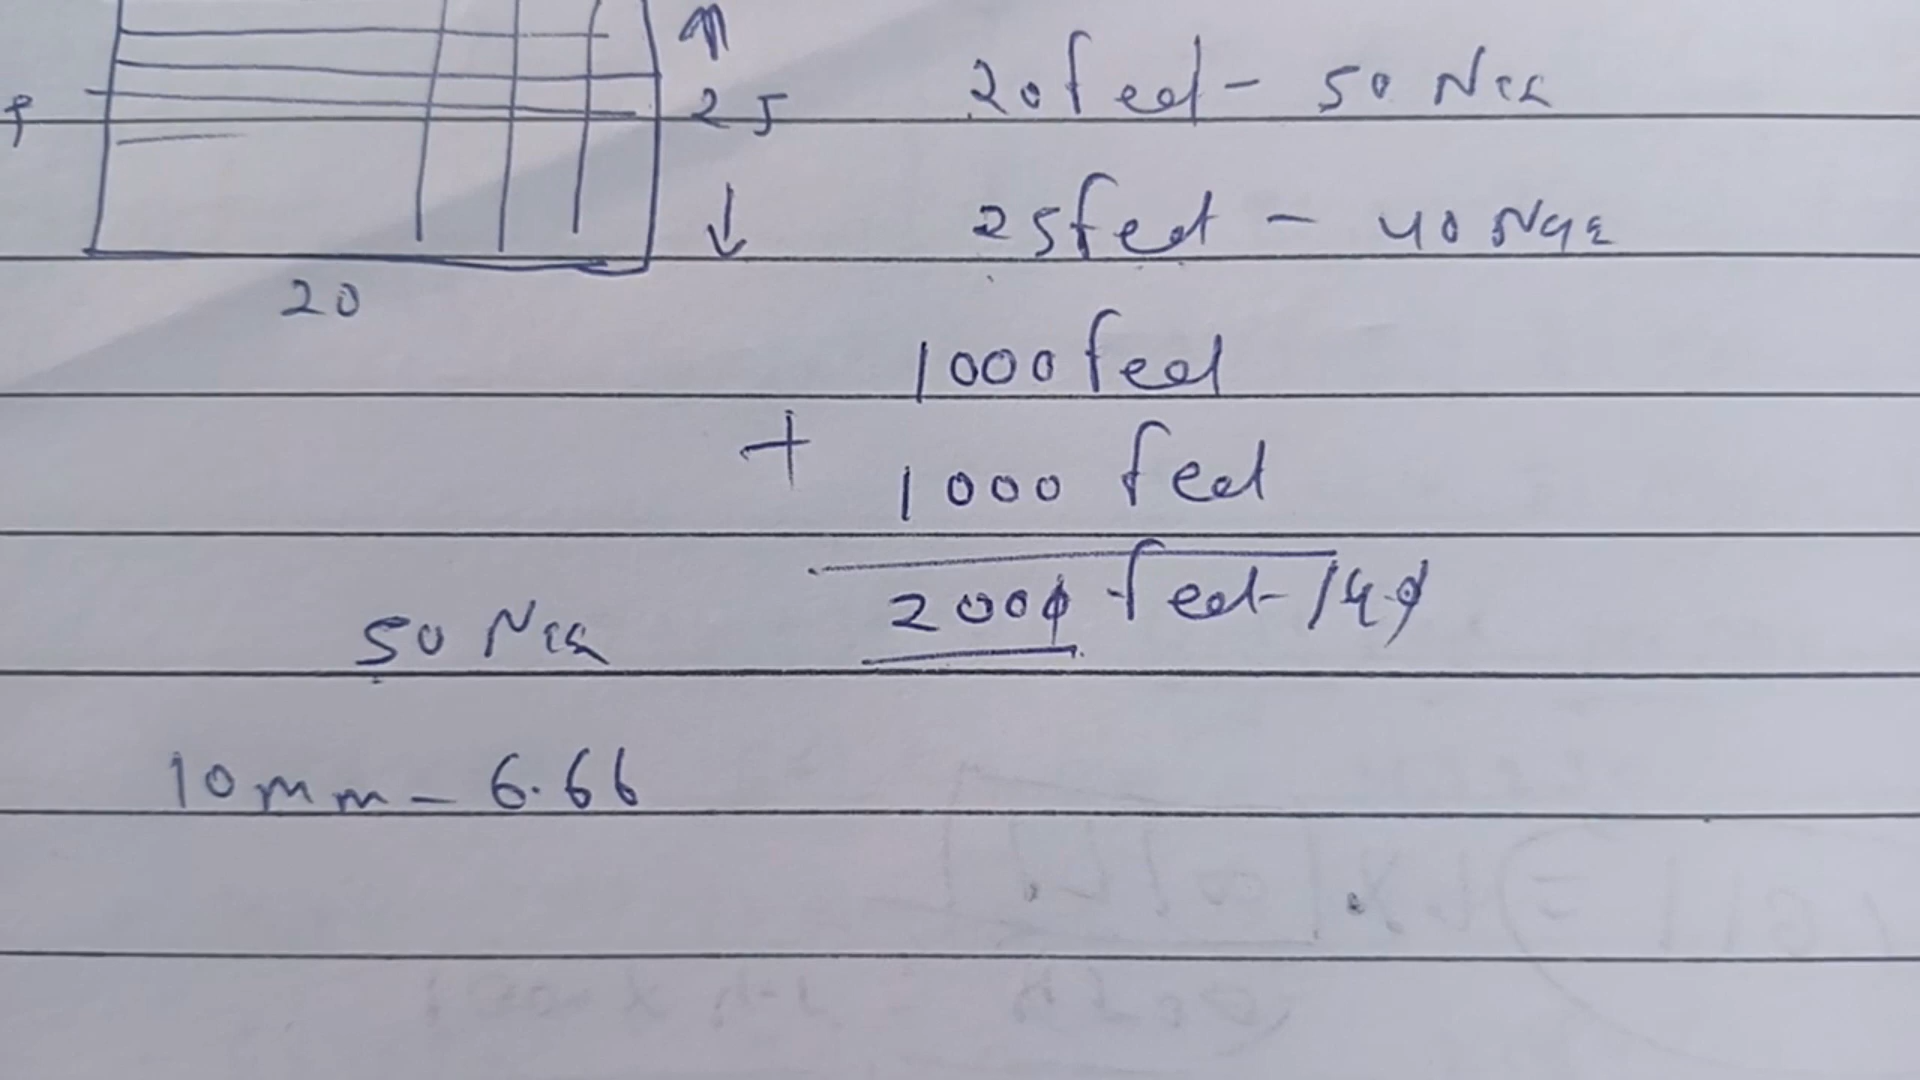 25
20 feet - 50 Nos
25 feet - 40 Nos
20
1000 feet
+ 1000 feet
2000 feet / 40
50 Nos
10mm - 6.66